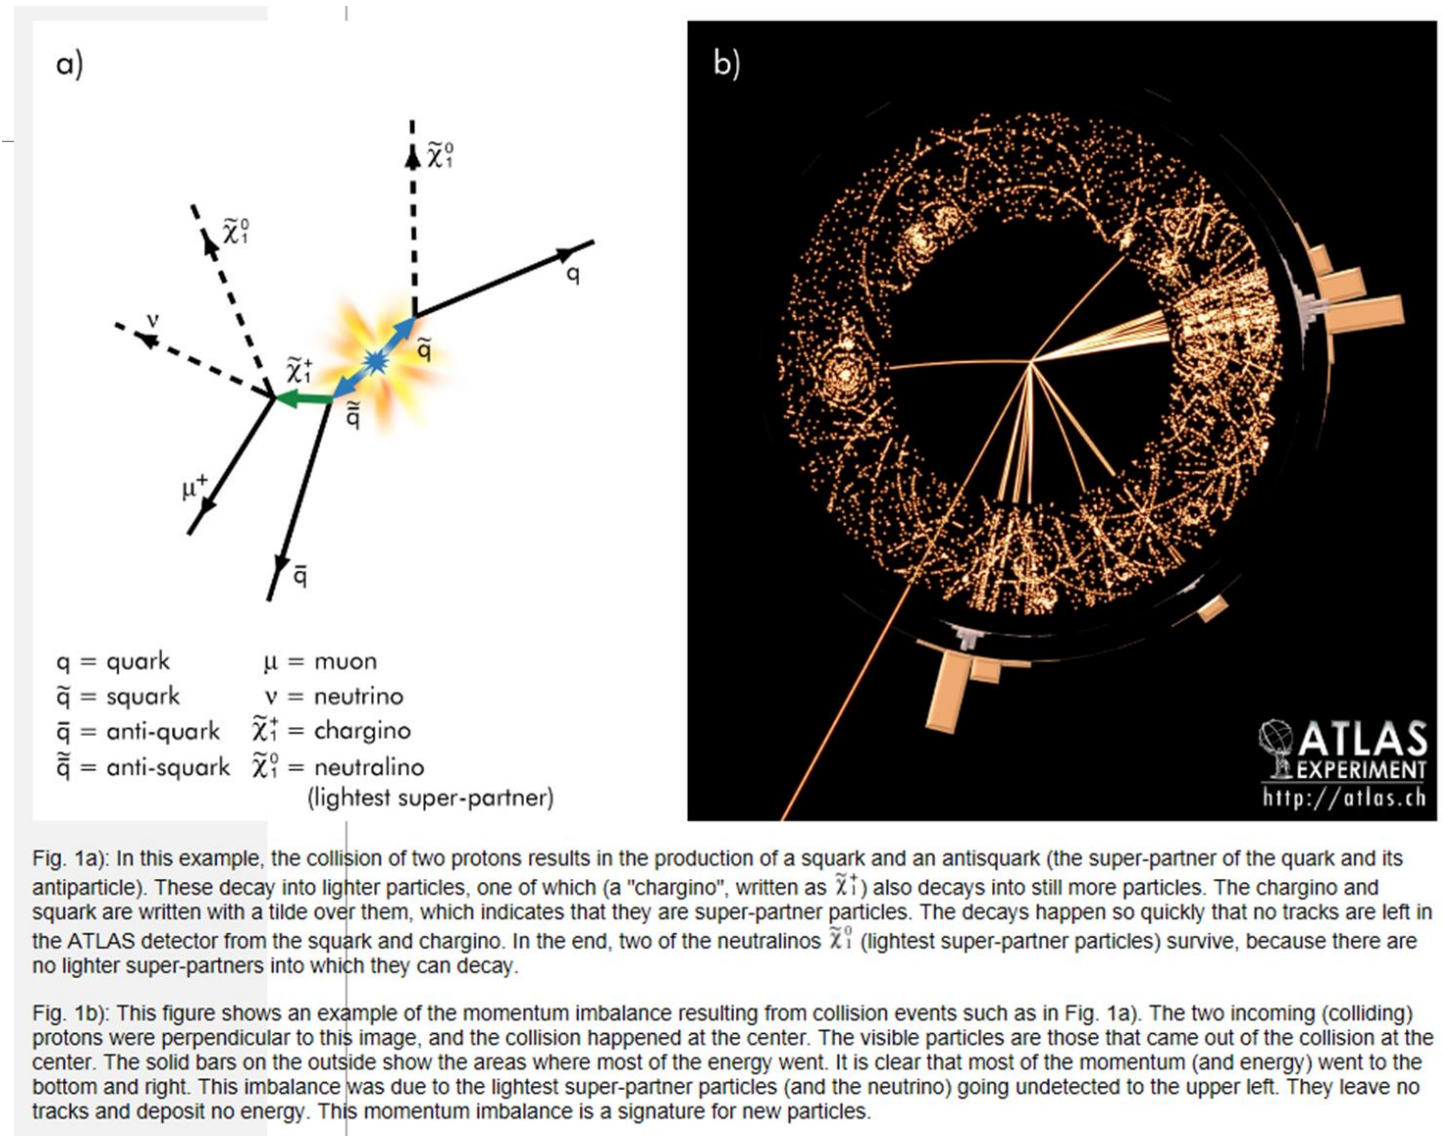 a)
b)
χ̃⁰₁
χ̃⁰₁
q
ν
χ̃⁺₁
q̃
q̃̄
μ⁺
q̄
q = quark μ = muon
q̃ = squark ν = neutrino
q̄ = anti-quark χ̃⁺₁ = chargino
q̃̄ = anti-squark χ̃⁰₁ = neutralino
(lightest super-partner)
ATLAS
EXPERIMENT
http://atlas.ch
Fig. 1a): In this example, the collision of two protons results in the production of a squark and an antisquark (the super-partner of the quark and its
antiparticle). These decay into lighter particles, one of which (a "chargino", written as χ̃⁺₁) also decays into still more particles. The chargino and
squark are written with a tilde over them, which indicates that they are super-partner particles. The decays happen so quickly that no tracks are left in
the ATLAS detector from the squark and chargino. In the end, two of the neutralinos χ̃⁰₁ (lightest super-partner particles) survive, because there are
no lighter super-partners into which they can decay.
Fig. 1b): This figure shows an example of the momentum imbalance resulting from collision events such as in Fig. 1a). The two incoming (colliding)
protons were perpendicular to this image, and the collision happened at the center. The visible particles are those that came out of the collision at the
center. The solid bars on the outside show the areas where most of the energy went. It is clear that most of the momentum (and energy) went to the
bottom and right. This imbalance was due to the lightest super-partner particles (and the neutrino) going undetected to the upper left. They leave no
tracks and deposit no energy. This momentum imbalance is a signature for new particles.